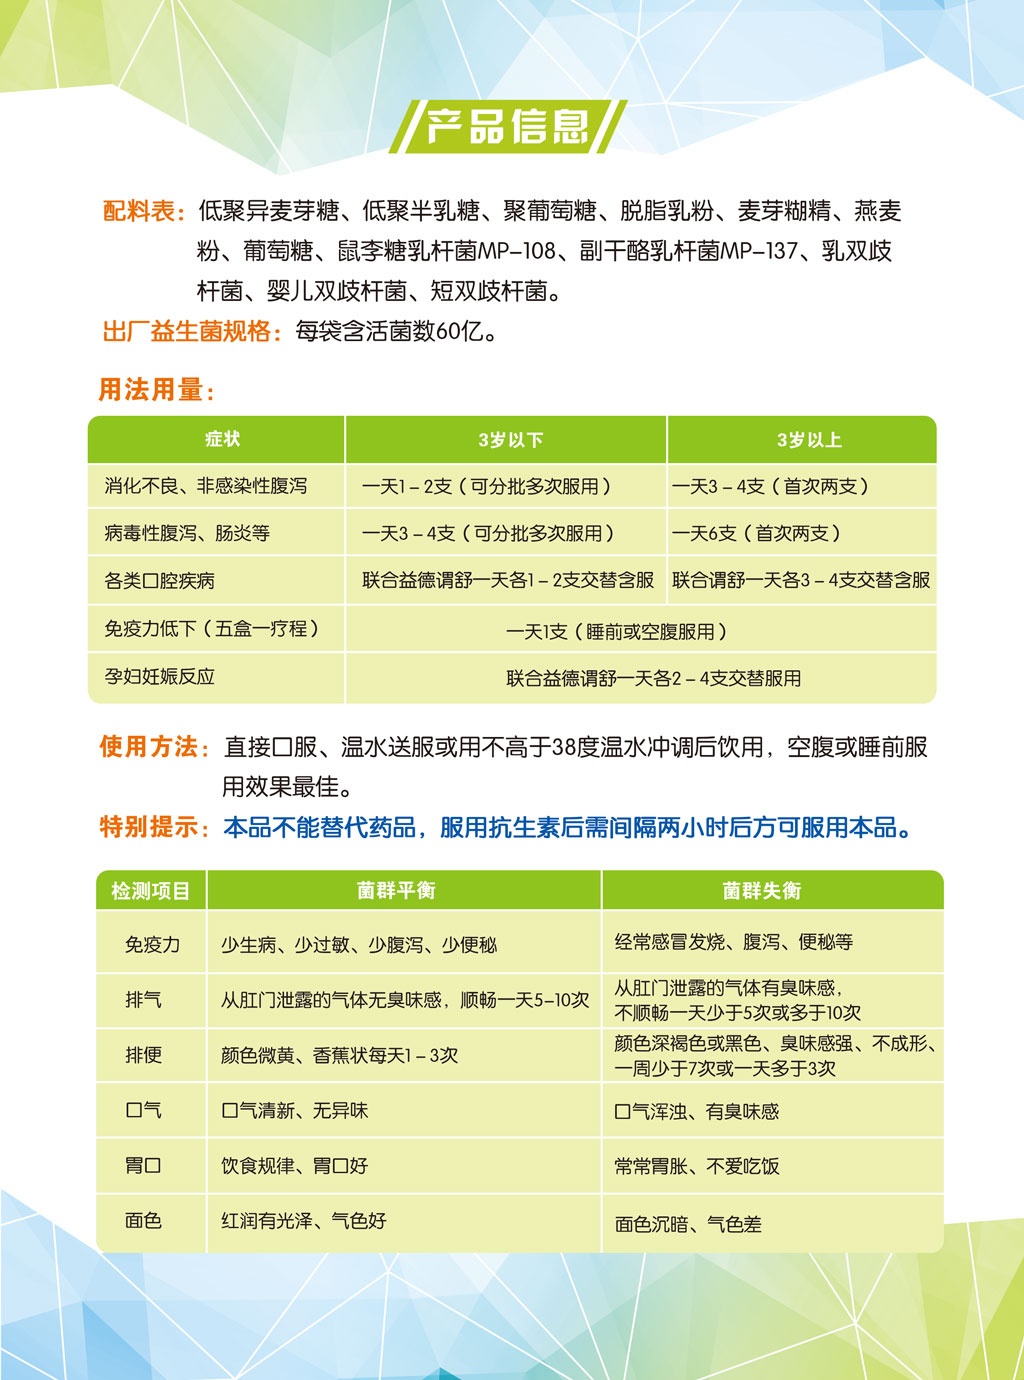 产品信息
配料表：低聚异麦芽糖、低聚半乳糖、聚葡萄糖、脱脂乳粉、麦芽糊精、燕麦
粉、葡萄糖、鼠李糖乳杆菌MP-108、副干酪乳杆菌MP-137、乳双歧
杆菌、婴儿双歧杆菌、短双歧杆菌。
出厂益生菌规格：每袋含活菌数60亿。
用法用量：
症状 3岁以下 3岁以上
消化不良、非感染性腹泻 一天1-2支（可分批多次服用） 一天3-4支（首次两支）
病毒性腹泻、肠炎等 一天3-4支（可分批多次服用） 一天6支（首次两支）
各类口腔疾病 联合益德谓舒一天各1-2支交替含服 联合谓舒一天各3-4支交替含服
免疫力低下（五盒一疗程） 一天1支（睡前或空腹服用）
孕妇妊娠反应 联合益德谓舒一天各2-4支交替服用
使用方法：直接口服、温水送服或用不高于38度温水冲调后饮用，空腹或睡前服
用效果最佳。
特别提示：本品不能替代药品，服用抗生素后需间隔两小时后方可服用本品。
检测项目 菌群平衡 菌群失衡
免疫力 少生病、少过敏、少腹泻、少便秘 经常感冒发烧、腹泻、便秘等
排气 从肛门泄露的气体无臭味感，顺畅一天5-10次 从肛门泄露的气体有臭味感，
不顺畅一天少于5次或多于10次
排便 颜色微黄、香蕉状每天1-3次 颜色深褐色或黑色、臭味感强、不成形、
一周少于7次或一天多于3次
口气 口气清新、无异味 口气浑浊、有臭味感
胃口 饮食规律、胃口好 常常胃胀、不爱吃饭
面色 红润有光泽、气色好 面色沉暗、气色差